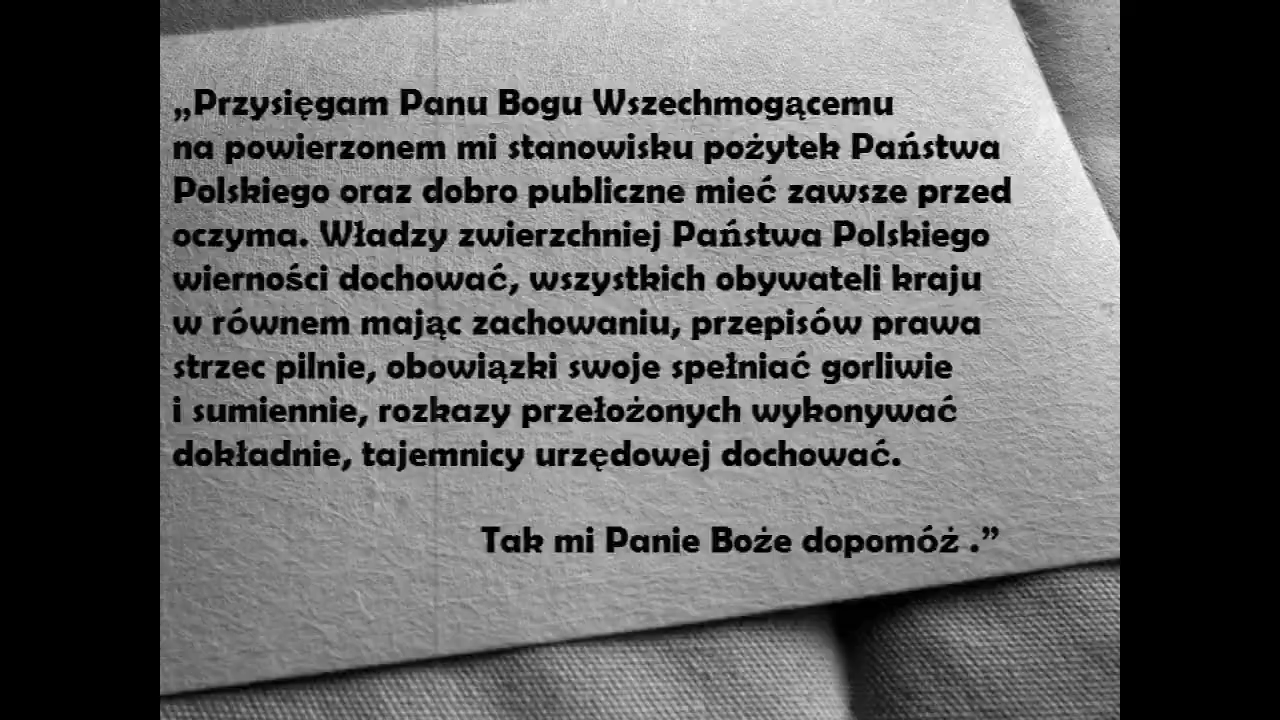 „Przysięgam Panu Bogu Wszechmogącemu
na powierzonem mi stanowisku pożytek Państwa
Polskiego oraz dobro publiczne mieć zawsze przed
oczyma. Władzy zwierzchniej Państwa Polskiego
wierności dochować, wszystkich obywateli kraju
w równem mając zachowaniu, przepisów prawa
strzec pilnie, obowiązki swoje spełniać gorliwie
i sumiennie, rozkazy przełożonych wykonywać
dokładnie, tajemnicy urzędowej dochować.
Tak mi Panie Boże dopomóż .”